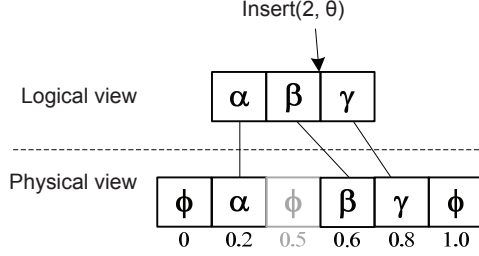 Insert(2, θ)
Logical view
α β γ
Physical view
ϕ α ϕ β γ ϕ
0 0.2 0.5 0.6 0.8 1.0